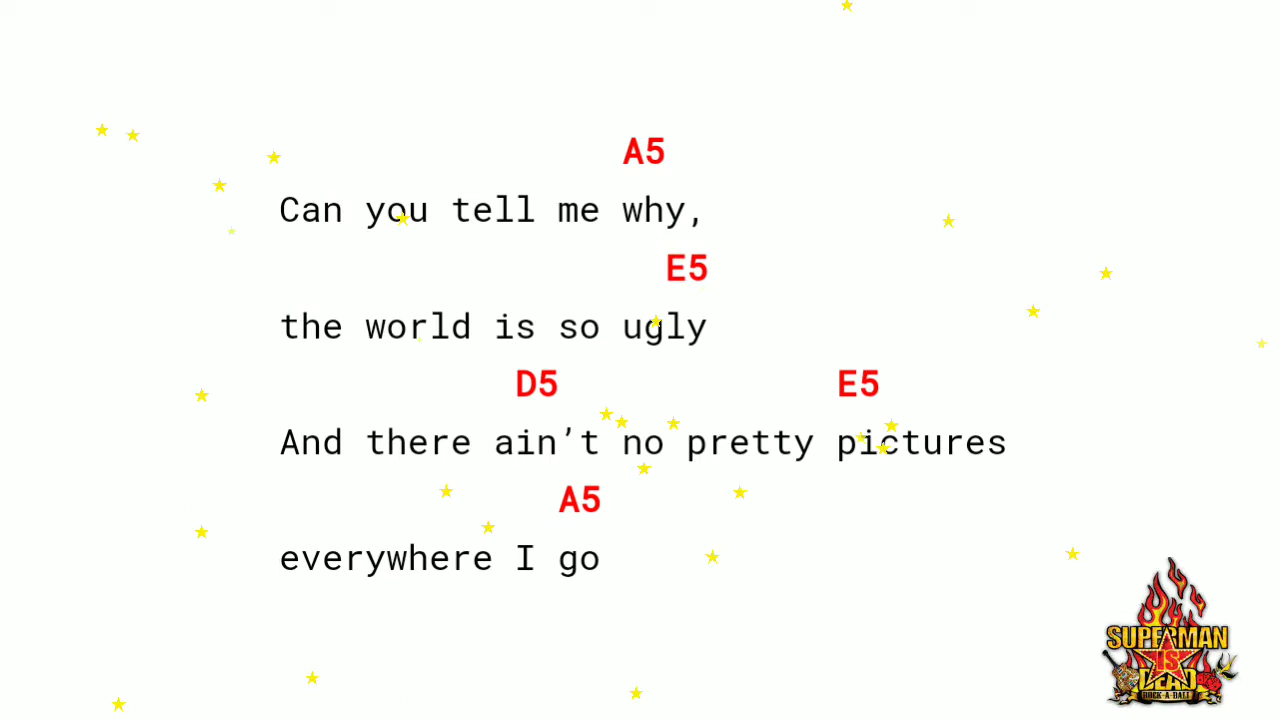 A5
Can you tell me why,
E5
the world is so ugly
D5 E5
And there ain’t no pretty pictures
A5
everywhere I go
SUPERMAN
IS
DEAD
ROCK-A-BALI